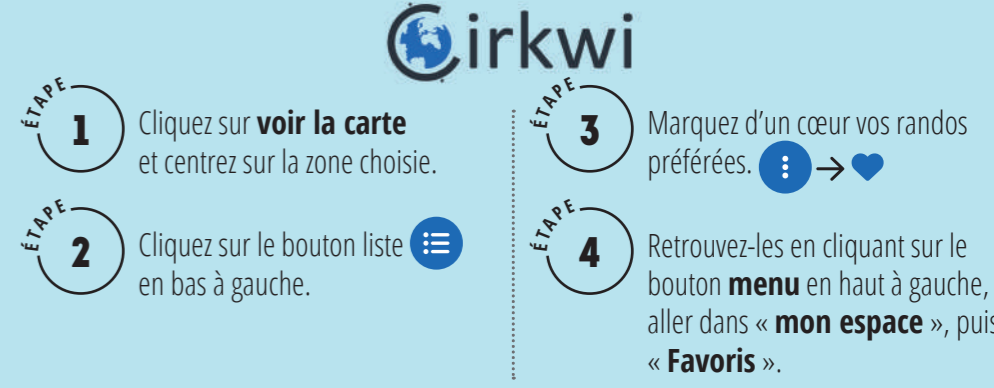 Cirkwi
ÉTAPE
1
Cliquez sur voir la carte
et centrez sur la zone choisie.
ÉTAPE
2
Cliquez sur le bouton liste
en bas à gauche.
ÉTAPE
3
Marquez d’un cœur vos randos
préférées.
ÉTAPE
4
Retrouvez-les en cliquant sur le
bouton menu en haut à gauche,
aller dans « mon espace », puis
« Favoris ».